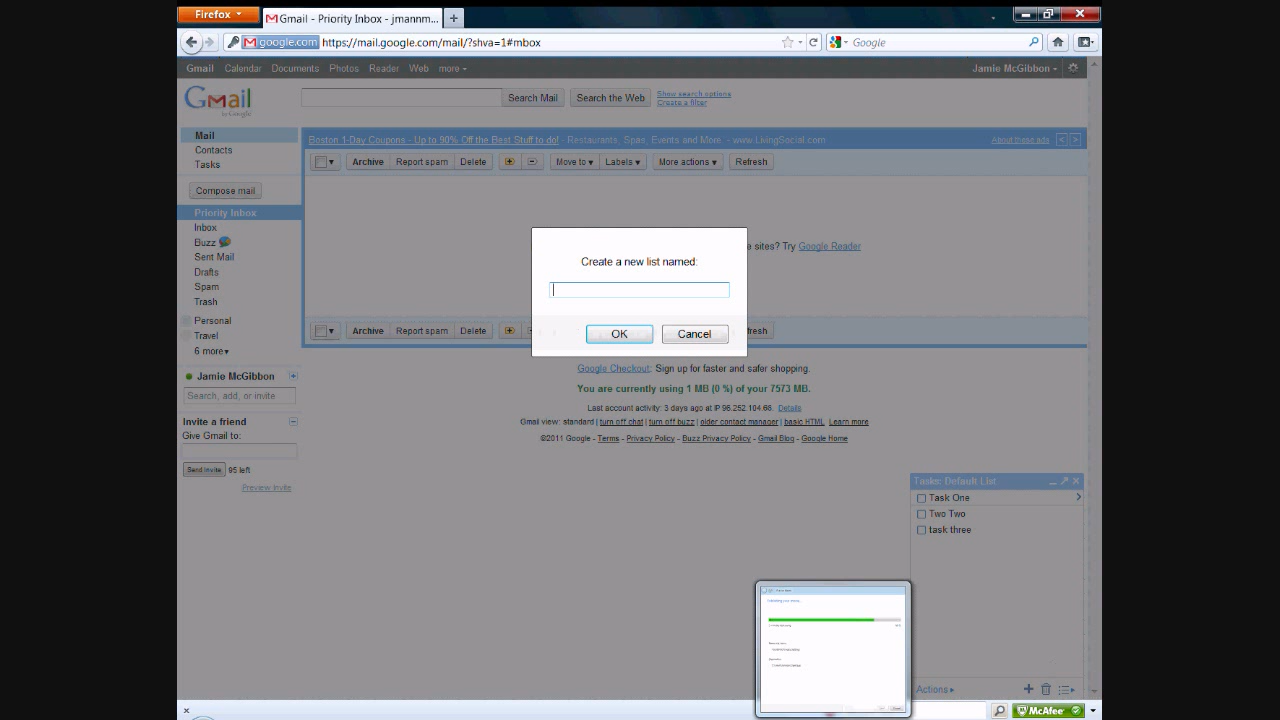 Firefox
Gmail - Priority Inbox - jmannm...
google.com https://mail.google.com/mail/?shva=1#mbox
Google
Gmail Calendar Documents Photos Reader Web more
Jamie McGibbon
Gmail
by Google
Search Mail
Search the Web
Show search options
Create a filter
Mail
Contacts
Tasks
Compose mail
Priority Inbox
Inbox
Buzz
Sent Mail
Drafts
Spam
Trash
Personal
Travel
6 more
Jamie McGibbon
Search, add, or invite
Invite a friend
Give Gmail to:
Send Invite 95 left
Preview Invite
Boston 1-Day Coupons - Up to 90% Off the Best Stuff to do! - Restaurants, Spas, Events and More. - www.LivingSocial.com
About these ads
Archive Report spam Delete Move to Labels More actions Refresh
sites? Try Google Reader
Create a new list named:
OK Cancel
Archive Report spam Delete
Google Checkout: Sign up for faster and safer shopping.
You are currently using 1 MB (0 %) of your 7573 MB.
Last account activity: 3 days ago at IP 96.252.104.66. Details
Gmail view: standard | turn off chat | turn off buzz | older contact manager | basic HTML Learn more
©2011 Google - Terms - Privacy Policy - Buzz Privacy Policy - Gmail Blog - Google Home
Tasks: Default List
Task One
Two Two
task three
Actions
McAfee